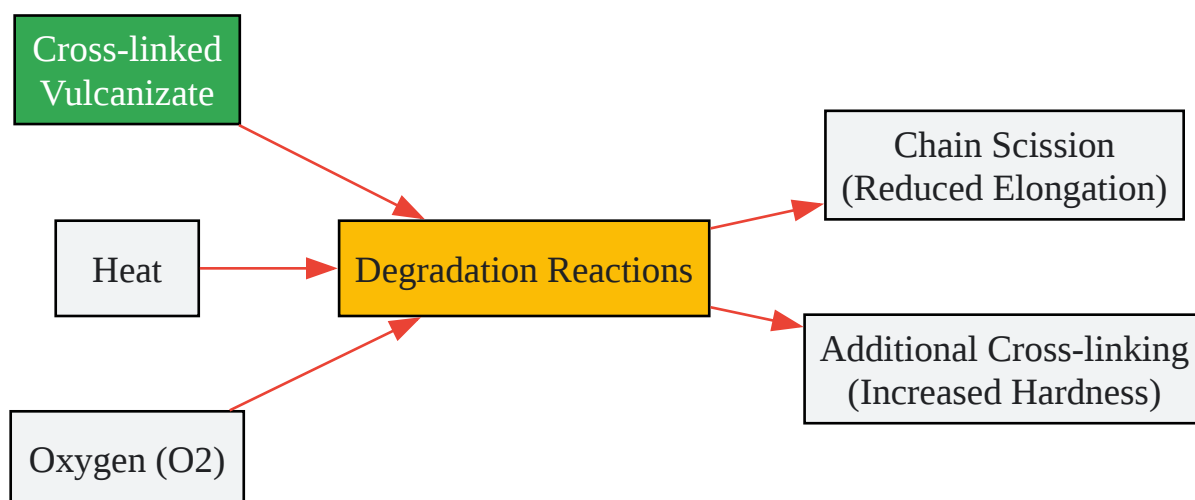 Cross-linked
Vulcanizate
Heat
Oxygen (O2)
Degradation Reactions
Chain Scission
(Reduced Elongation)
Additional Cross-linking
(Increased Hardness)